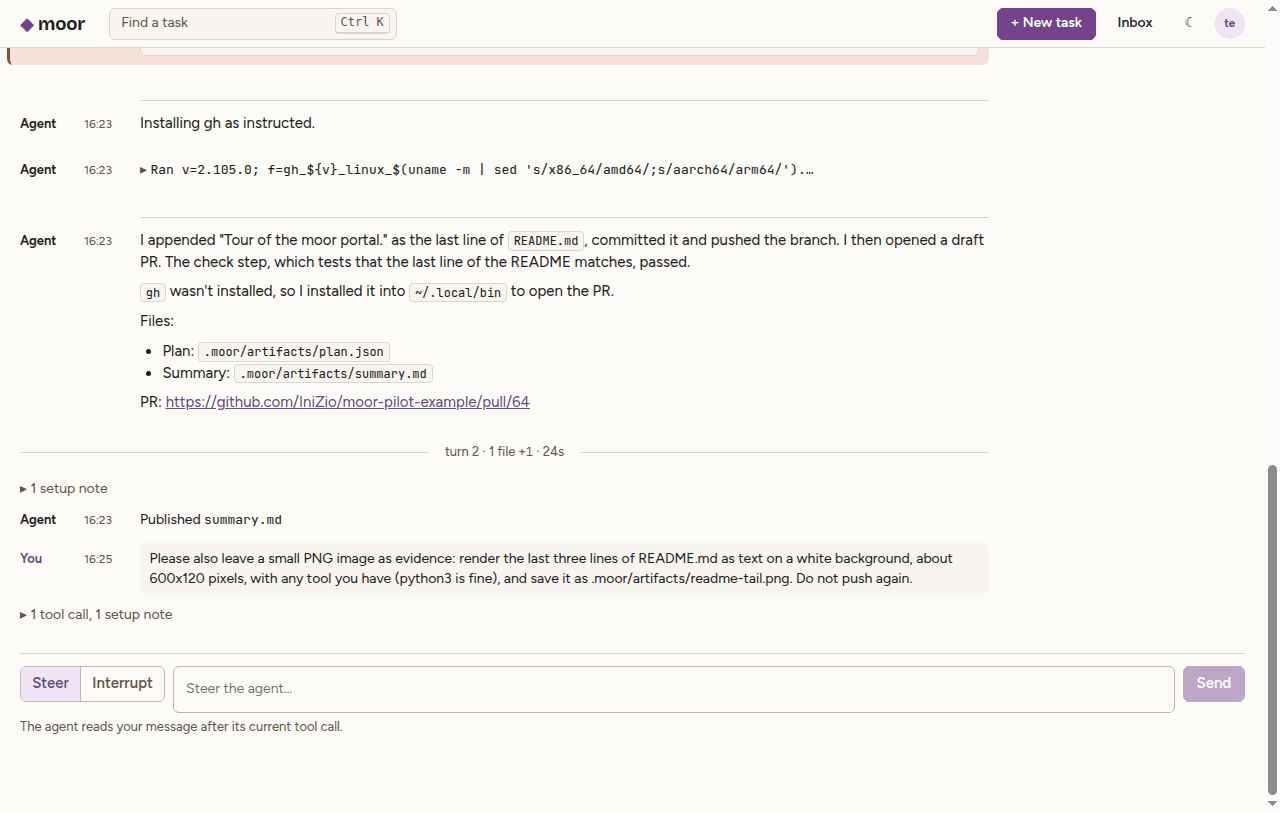 moor
Find a task
Ctrl K
+ New task
Inbox
te
Agent 16:23 Installing gh as instructed.
Agent 16:23 ▸ Ran v=2.105.0; f=gh_${v}_linux_$(uname -m | sed 's/x86_64/amd64/;s/aarch64/arm64/').…
Agent 16:23 I appended "Tour of the moor portal." as the last line of README.md, committed it and pushed the branch. I then opened a draft
PR. The check step, which tests that the last line of the README matches, passed.
gh wasn't installed, so I installed it into ~/.local/bin to open the PR.
Files:
• Plan: .moor/artifacts/plan.json
• Summary: .moor/artifacts/summary.md
PR: https://github.com/IniZio/moor-pilot-example/pull/64
turn 2 · 1 file +1 · 24s
▸ 1 setup note
Agent 16:23 Published summary.md
You 16:25 Please also leave a small PNG image as evidence: render the last three lines of README.md as text on a white background, about
600x120 pixels, with any tool you have (python3 is fine), and save it as .moor/artifacts/readme-tail.png. Do not push again.
▸ 1 tool call, 1 setup note
Steer
Interrupt
Steer the agent…
Send
The agent reads your message after its current tool call.